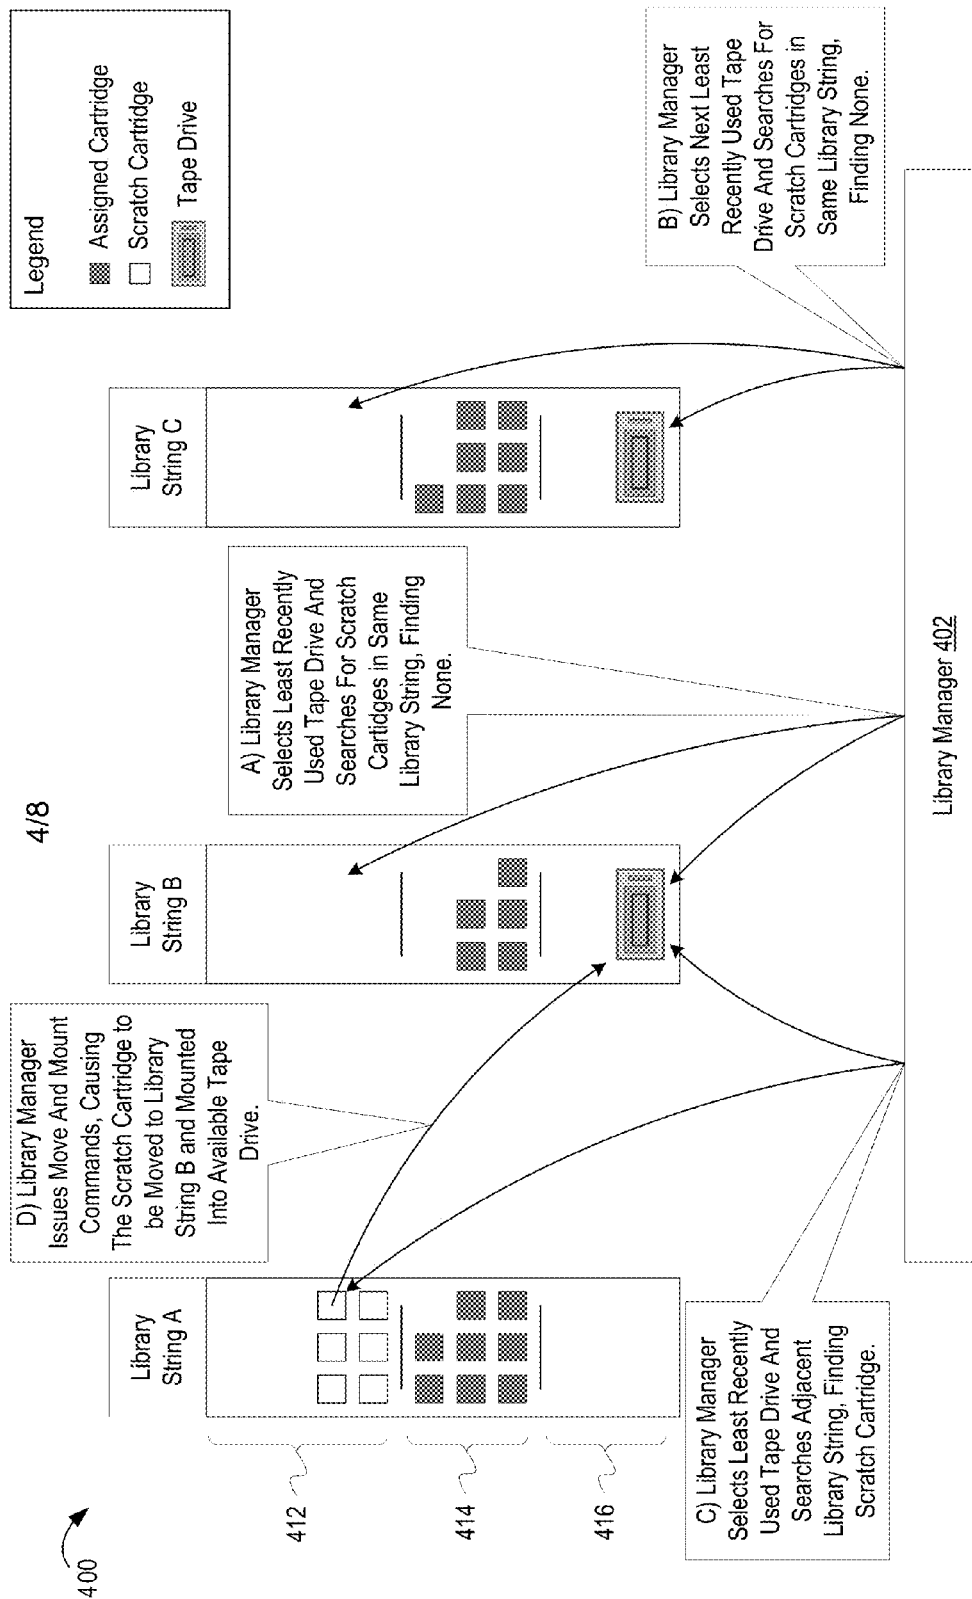 4/8
400
Legend
Assigned Cartridge
Scratch Cartridge
Tape Drive
D) Library Manager
Issues Move And Mount
Commands, Causing
The Scratch Cartridge to
be Moved to Library
String B and Mounted
Into Available Tape
Drive.
Library
String A
Library
String B
Library
String C
412
414
416
A) Library Manager
Selects Least Recently
Used Tape Drive And
Searches For Scratch
Cartidges in Same
Library String, Finding
None.
C) Library Manager
Selects Least Recently
Used Tape Drive And
Searches Adjacent
Library String, Finding
Scratch Cartridge.
B) Library Manager
Selects Next Least
Recently Used Tape
Drive And Searches For
Scratch Cartridges in
Same Library String,
Finding None.
Library Manager 402